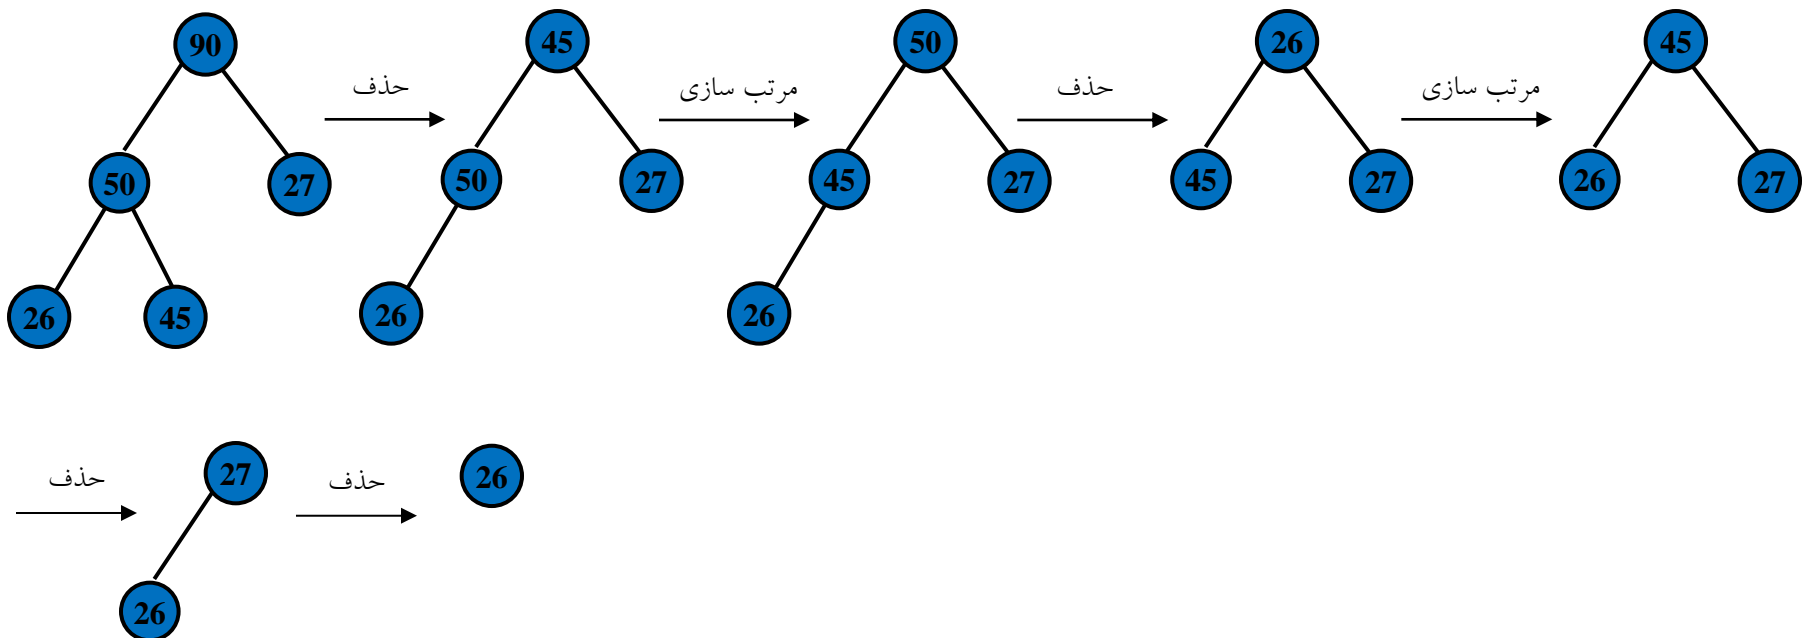 90 45 50 26 45
حذف مرتب سازی حذف مرتب سازی
50 27 50 27 45 27 45 27 26 27
26 45 26 26
حذف 27 حذف 26
26